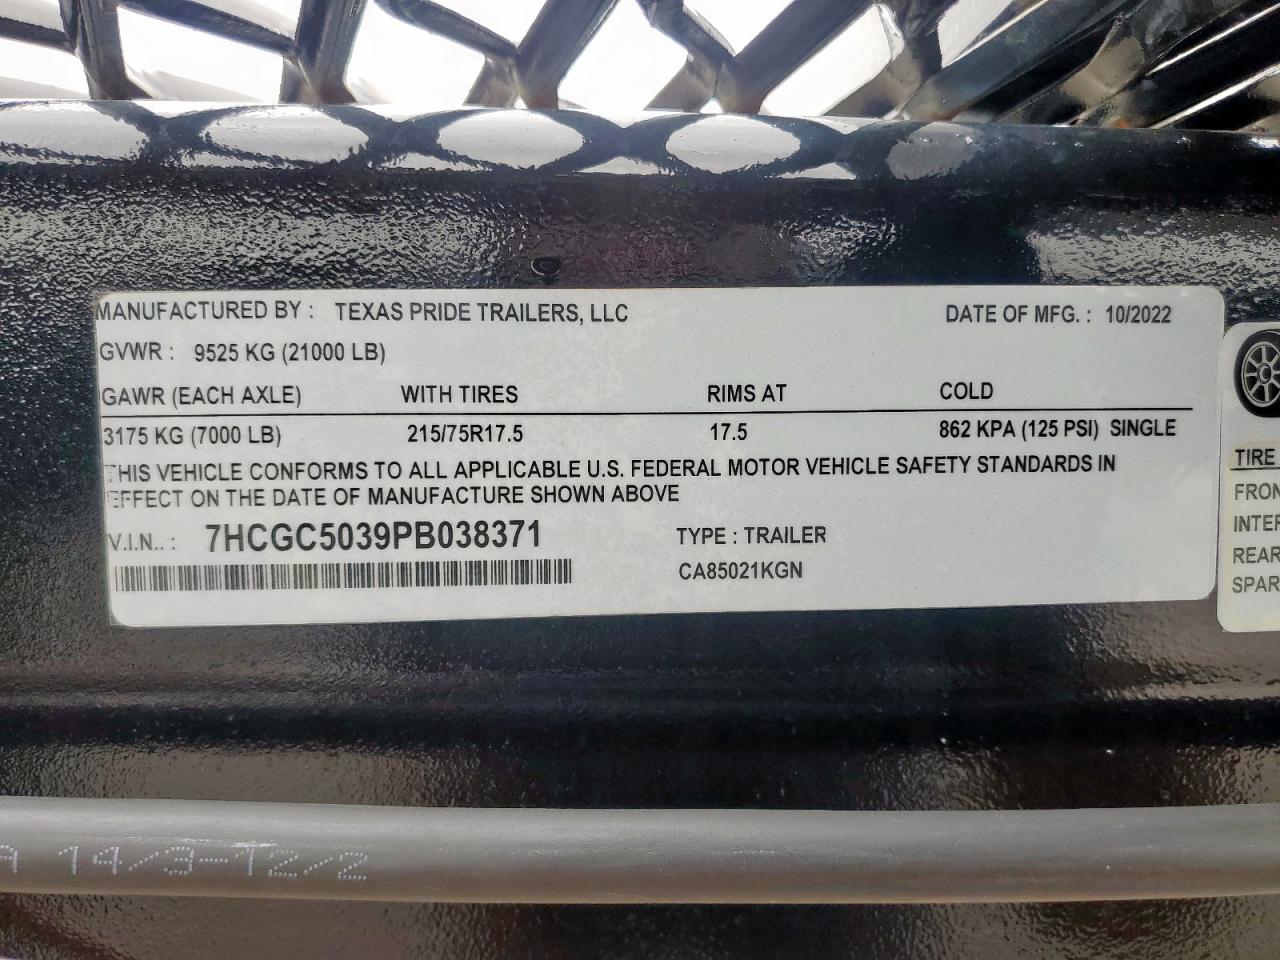 MANUFACTURED BY : TEXAS PRIDE TRAILERS, LLC DATE OF MFG. : 10/2022
GVWR : 9525 KG (21000 LB)
GAWR (EACH AXLE) WITH TIRES RIMS AT COLD
3175 KG (7000 LB) 215/75R17.5 17.5 862 KPA (125 PSI) SINGLE
THIS VEHICLE CONFORMS TO ALL APPLICABLE U.S. FEDERAL MOTOR VEHICLE SAFETY STANDARDS IN
EFFECT ON THE DATE OF MANUFACTURE SHOWN ABOVE
V.I.N.. : 7HCGC5039PB038371 TYPE : TRAILER
CA85021KGN
TIRE
FRON
INTER
REAR
SPAR
14/3-12/2